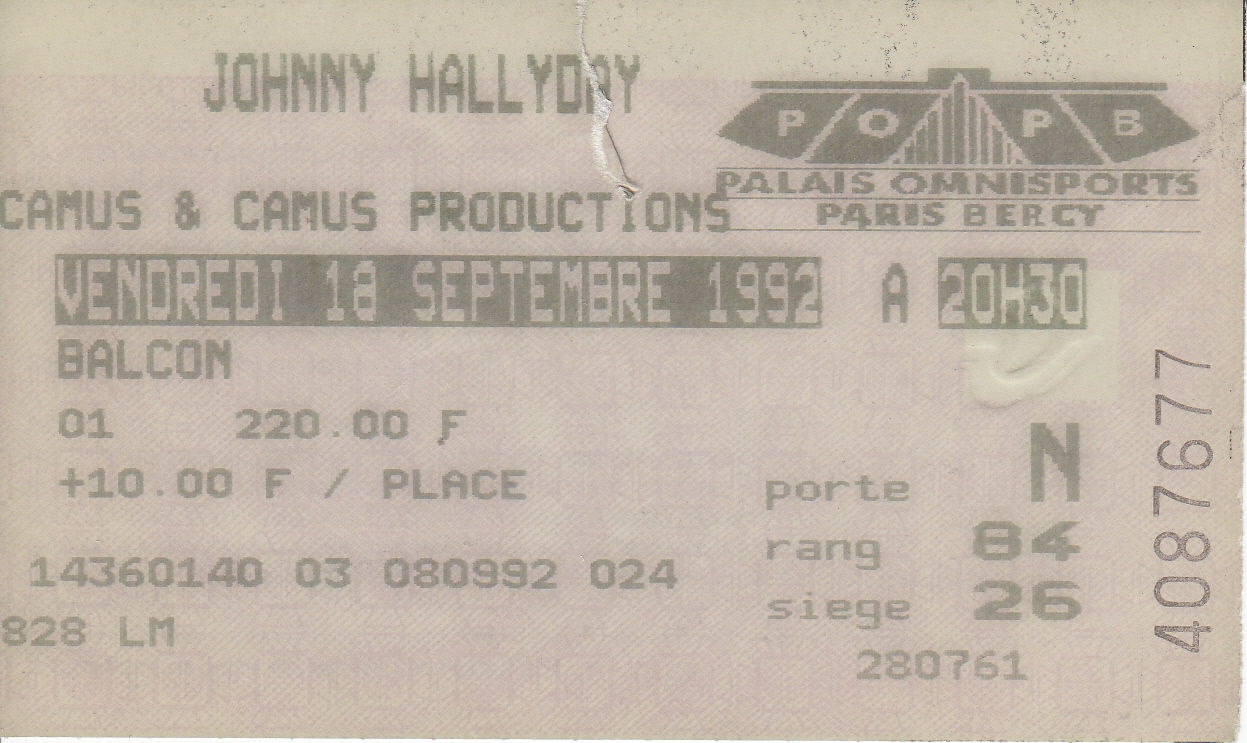 JOHNNY HALLYDAY
P O P B
PALAIS OMNISPORTS
PARIS BERCY
CAMUS & CAMUS PRODUCTIONS
VENDREDI 18 SEPTEMBRE 1992 A 20H30
BALCON
01 220.00 F
+10.00 F / PLACE
porte N
rang 84
siege 26
14360140 03 080992 024
828 LM
280761
4087677